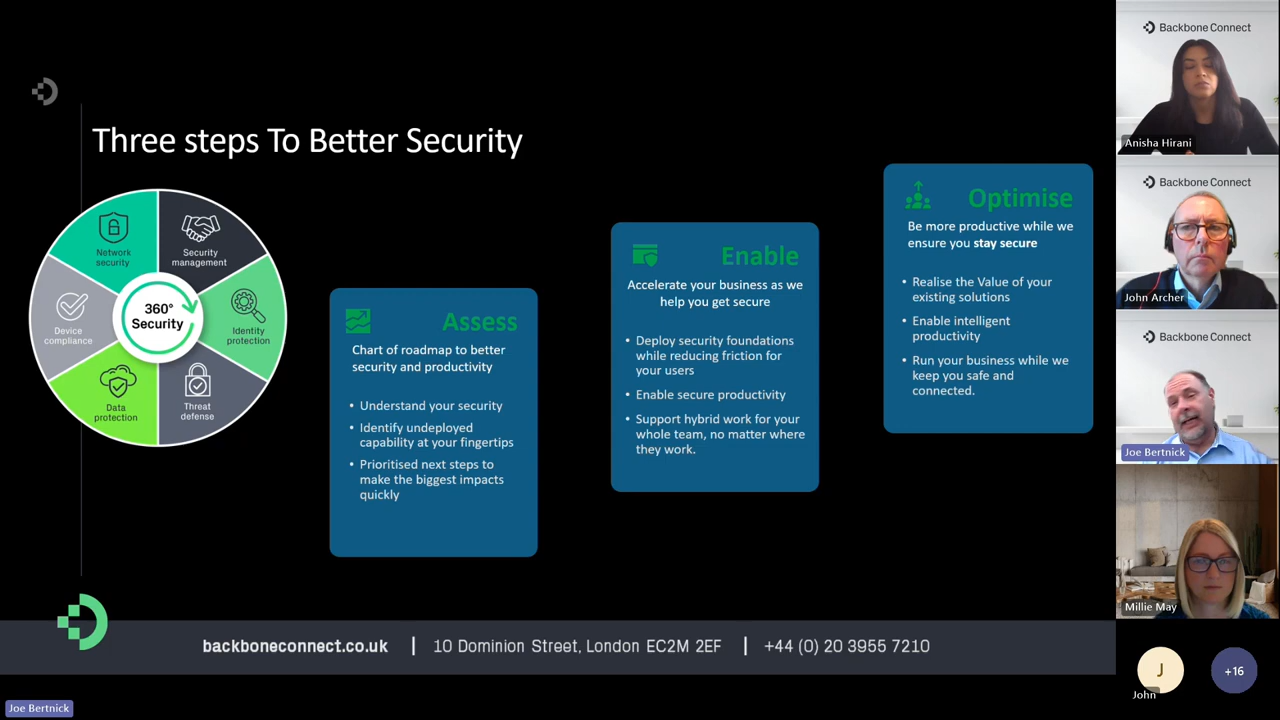 Three steps To Better Security
Network
security
Security
management
Device
compliance
360°
Security
Identity
protection
Data
protection
Threat
defense
Assess
Chart of roadmap to better
security and productivity
• Understand your security
• Identify undeployed
capability at your fingertips
• Prioritised next steps to
make the biggest impacts
quickly
Enable
Accelerate your business as we
help you get secure
• Deploy security foundations
while reducing friction for
your users
• Enable secure productivity
• Support hybrid work for your
whole team, no matter where
they work.
Optimise
Be more productive while we
ensure you stay secure
• Realise the Value of your
existing solutions
• Enable intelligent
productivity
• Run your business while we
keep you safe and
connected.
backboneconnect.co.uk | 10 Dominion Street, London EC2M 2EF | +44 (0) 20 3955 7210
Joe Bertnick
Backbone Connect
Anisha Hirani
Backbone Connect
John Archer
Backbone Connect
Joe Bertnick
Millie May
J
John
+16